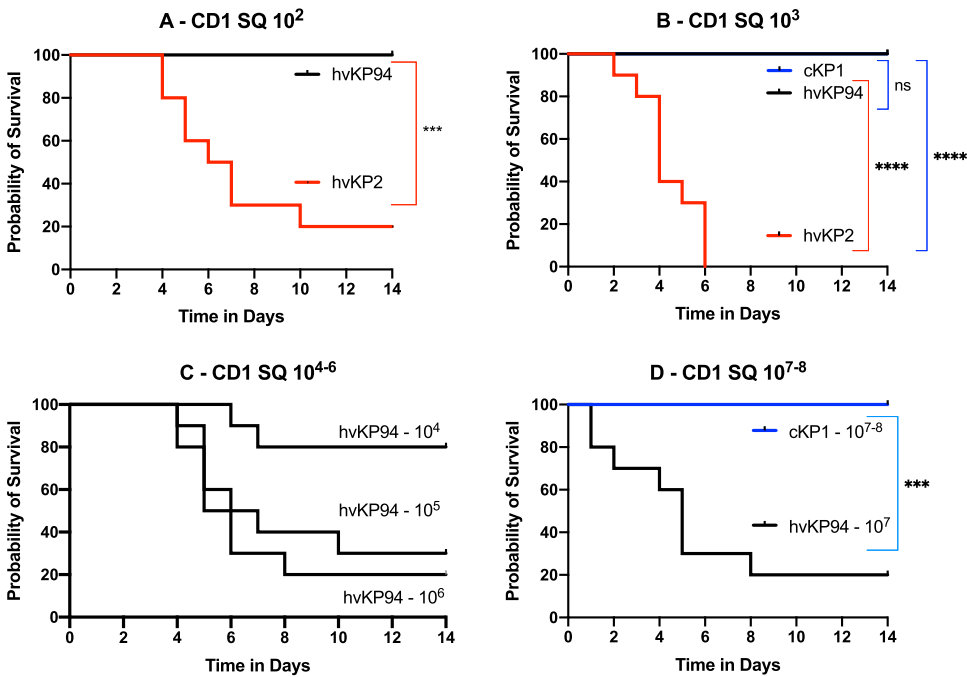 A - CD1 SQ 10²
Probability of Survival
100
80
60
40
20
0
hvKP94
***
hvKP2
0 2 4 6 8 10 12 14
Time in Days
B - CD1 SQ 10³
Probability of Survival
100
80
60
40
20
0
cKP1
hvKP94
ns
****
****
hvKP2
0 2 4 6 8 10 12 14
Time in Days
C - CD1 SQ 10⁴⁻⁶
Probability of Survival
100
80
60
40
20
0
hvKP94 - 10⁴
hvKP94 - 10⁵
hvKP94 - 10⁶
0 2 4 6 8 10 12 14
Time in Days
D - CD1 SQ 10⁷⁻⁸
Probability of Survival
100
80
60
40
20
0
cKP1 - 10⁷⁻⁸
***
hvKP94 - 10⁷
0 2 4 6 8 10 12 14
Time in Days